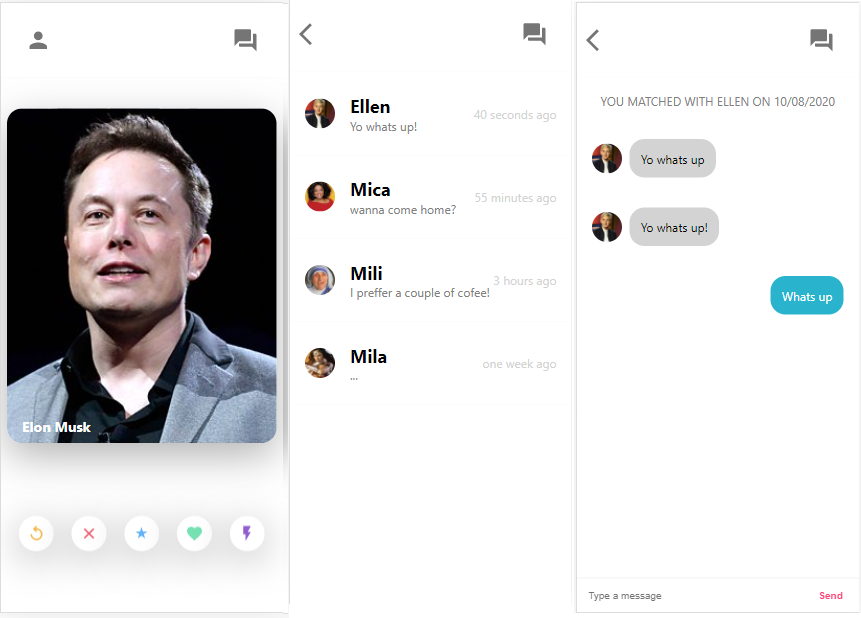 Elon Musk
Ellen
40 seconds ago
Yo whats up!
Mica
55 minutes ago
wanna come home?
Mili
3 hours ago
I preffer a couple of cofee!
Mila
one week ago
...
YOU MATCHED WITH ELLEN ON 10/08/2020
Yo whats up
Yo whats up!
Whats up
Type a message
Send